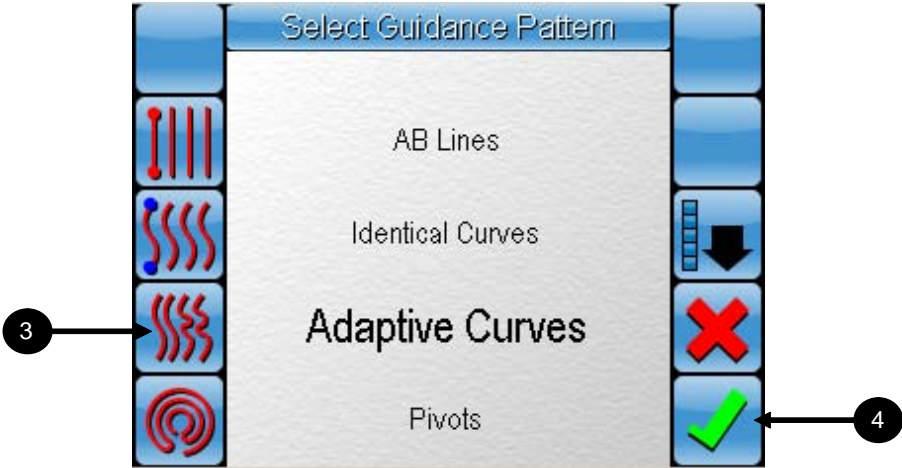 Select Guidance Pattern
AB Lines
Identical Curves
3
Adaptive Curves
Pivots
4